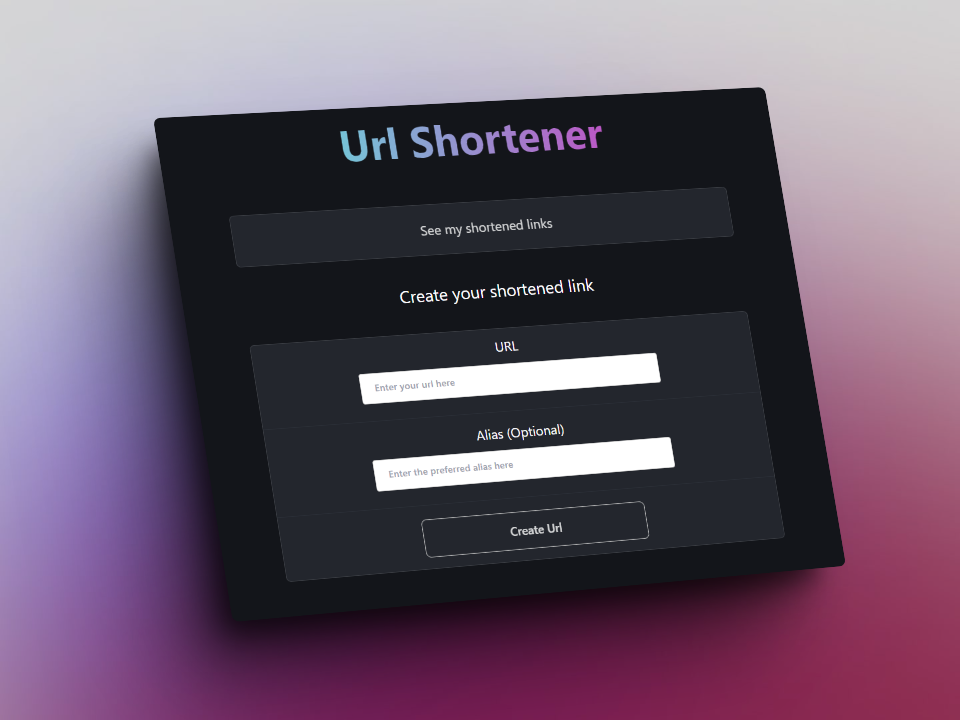 Url Shortener
See my shortened links
Create your shortened link
URL
Enter your url here
Alias (Optional)
Enter the preferred alias here
Create Url